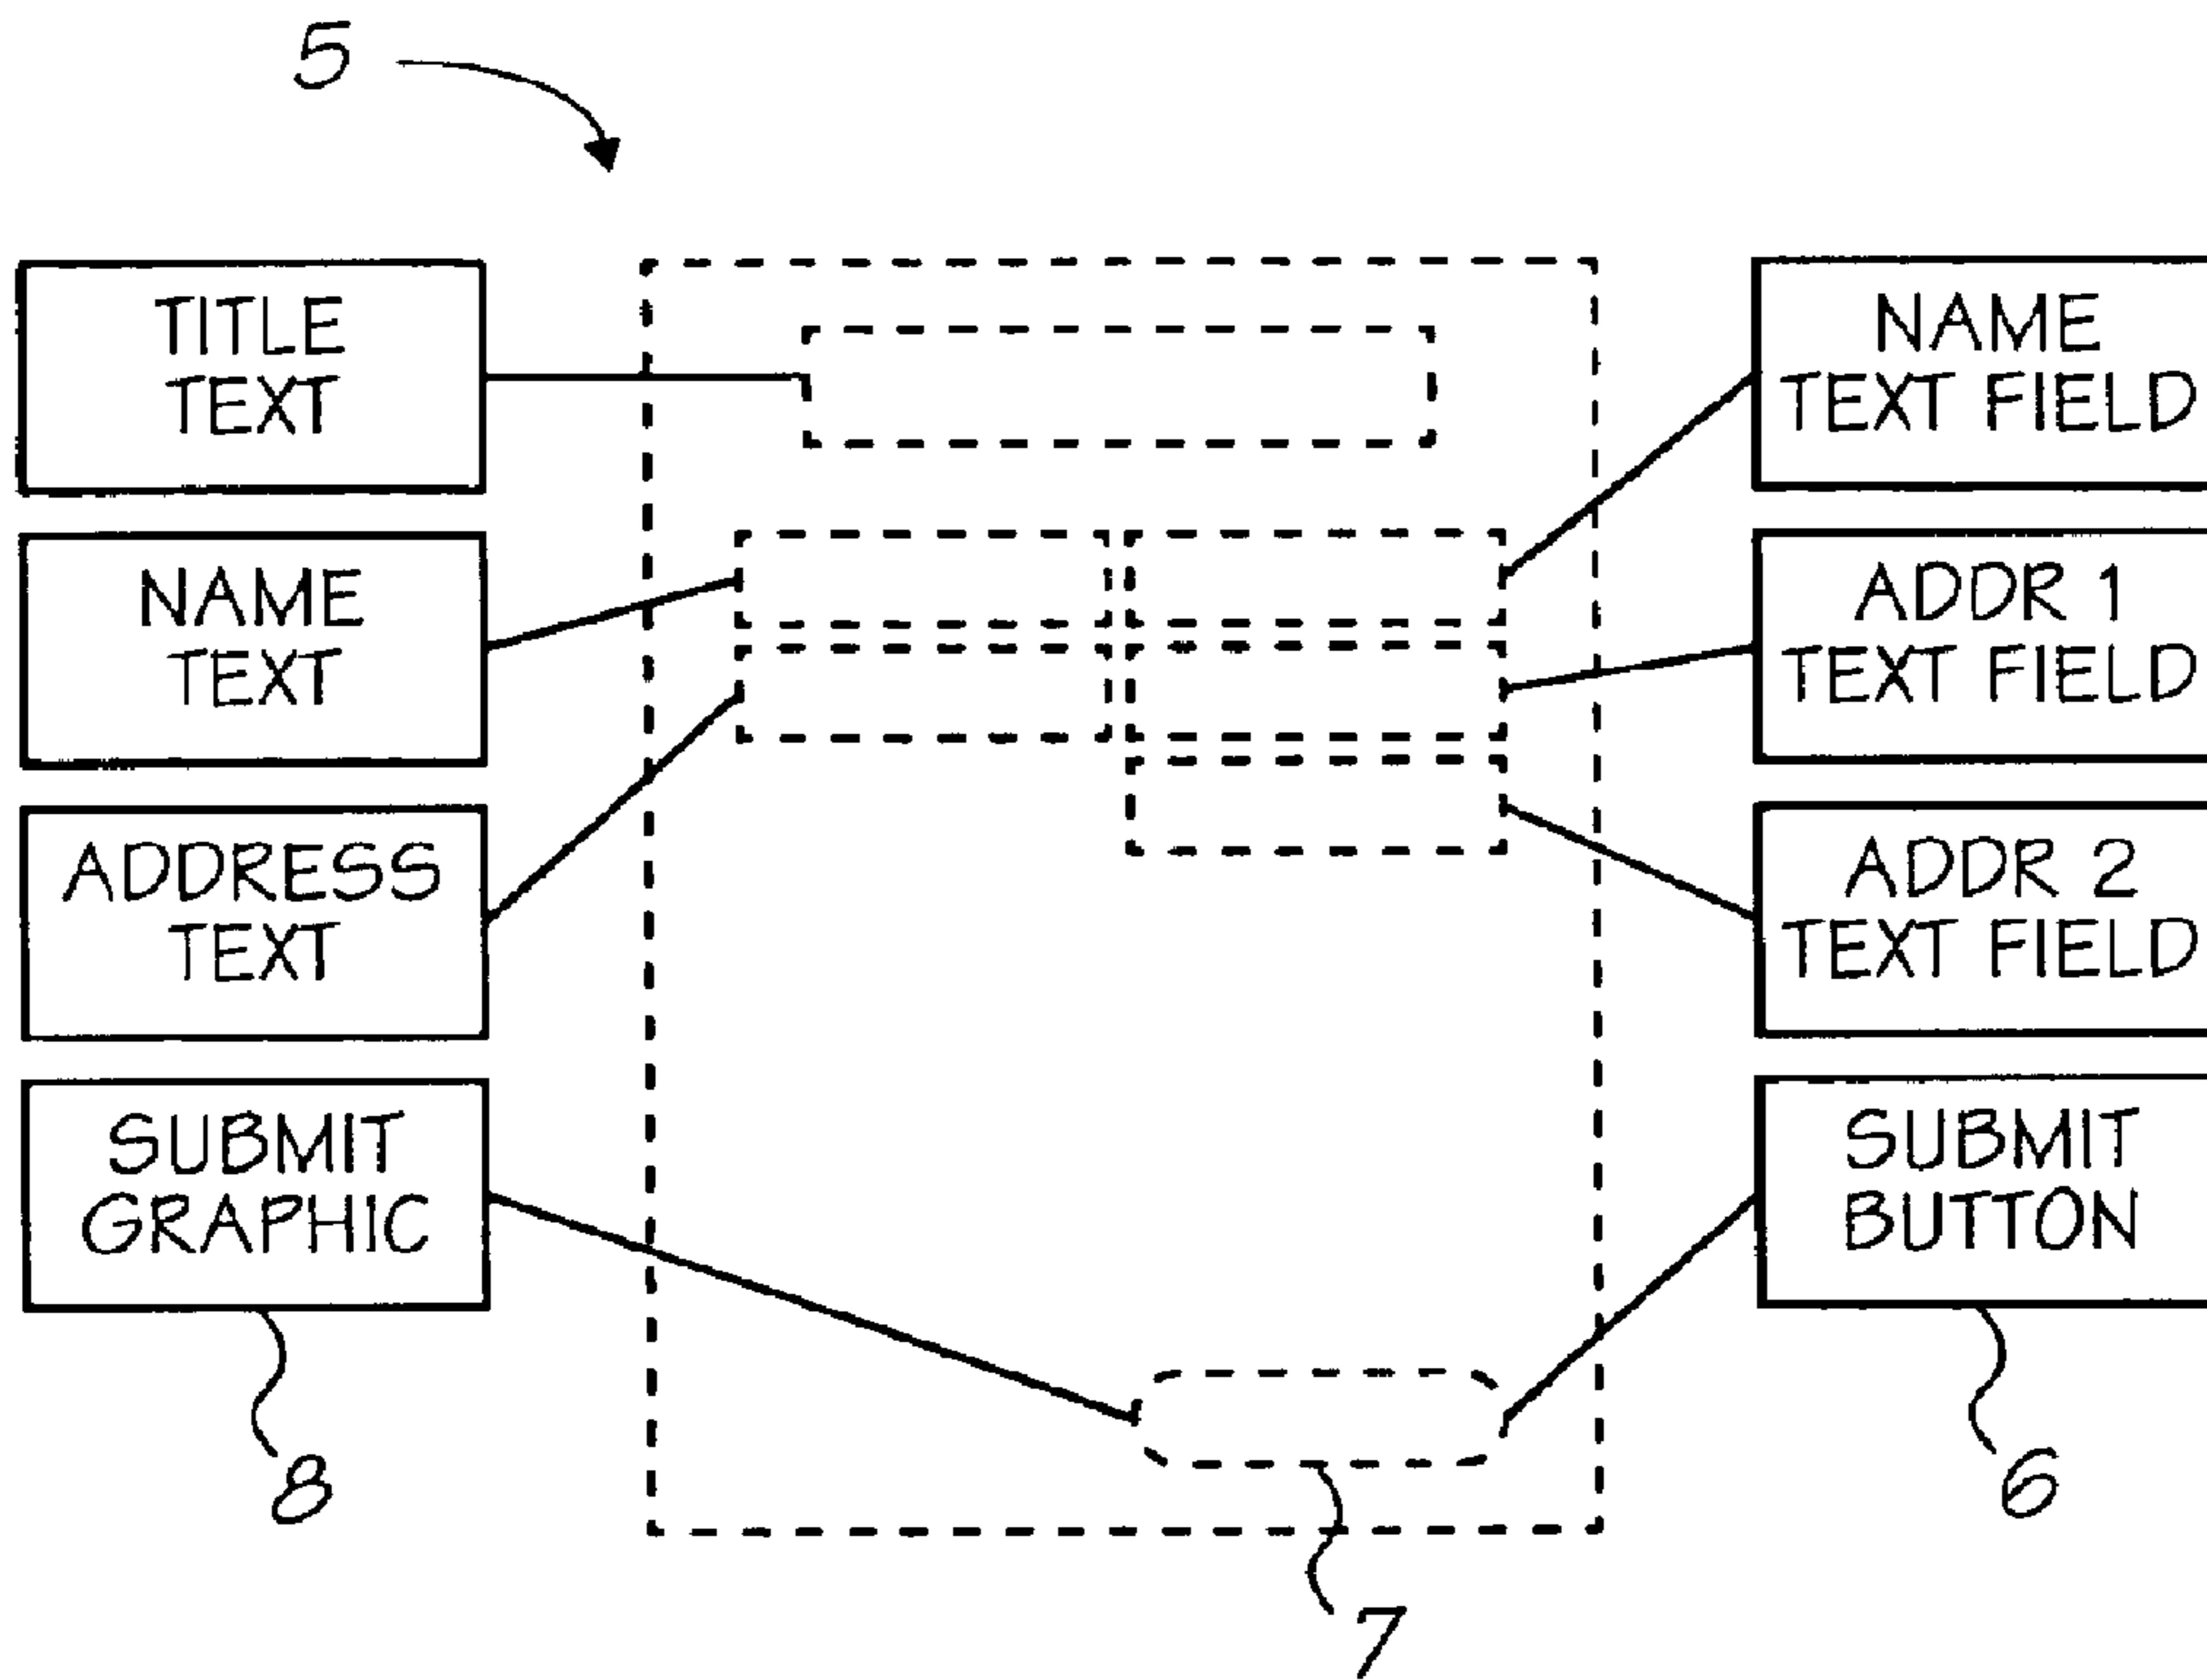 5
TITLE
TEXT
NAME
TEXT
ADDRESS
TEXT
SUBMIT
GRAPHIC
8
NAME
TEXT FIELD
ADDR 1
TEXT FIELD
ADDR 2
TEXT FIELD
SUBMIT
BUTTON
6
7